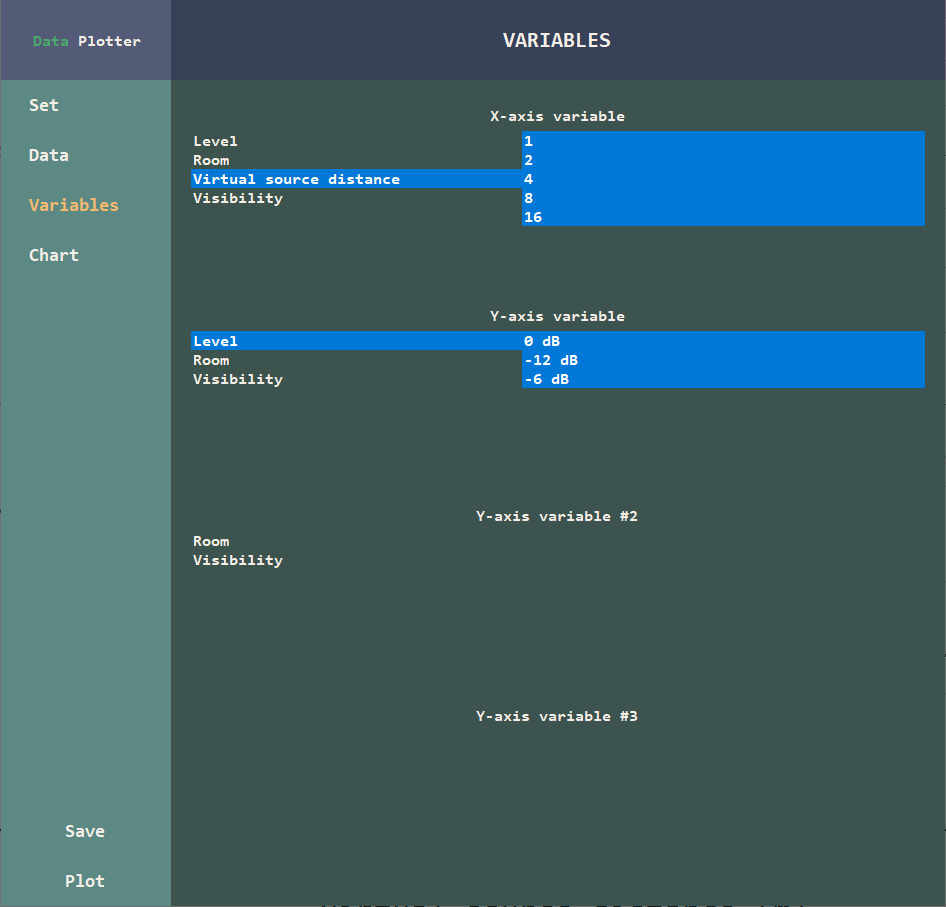 Data Plotter
VARIABLES
Set
Data
Variables
Chart
Save
Plot
X-axis variable
Level
Room
Virtual source distance
Visibility
1
2
4
8
16
Y-axis variable
Level
Room
Visibility
0 dB
-12 dB
-6 dB
Y-axis variable #2
Room
Visibility
Y-axis variable #3